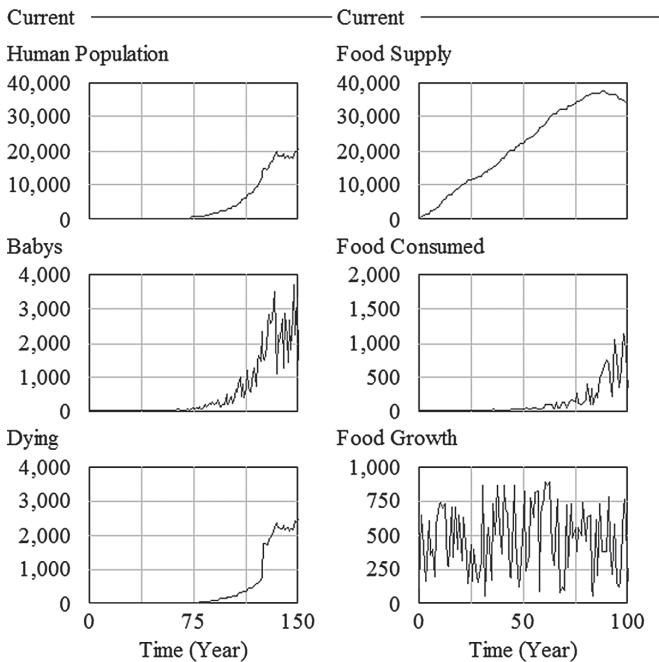 Current
Human Population
40,000
30,000
20,000
10,000
0
Babys
4,000
3,000
2,000
1,000
0
Dying
4,000
3,000
2,000
1,000
0
0 75 150
Time (Year)
Current
Food Supply
40,000
30,000
20,000
10,000
0
Food Consumed
2,000
1,500
1,000
500
0
Food Growth
1,000
750
500
250
0
0 50 100
Time (Year)